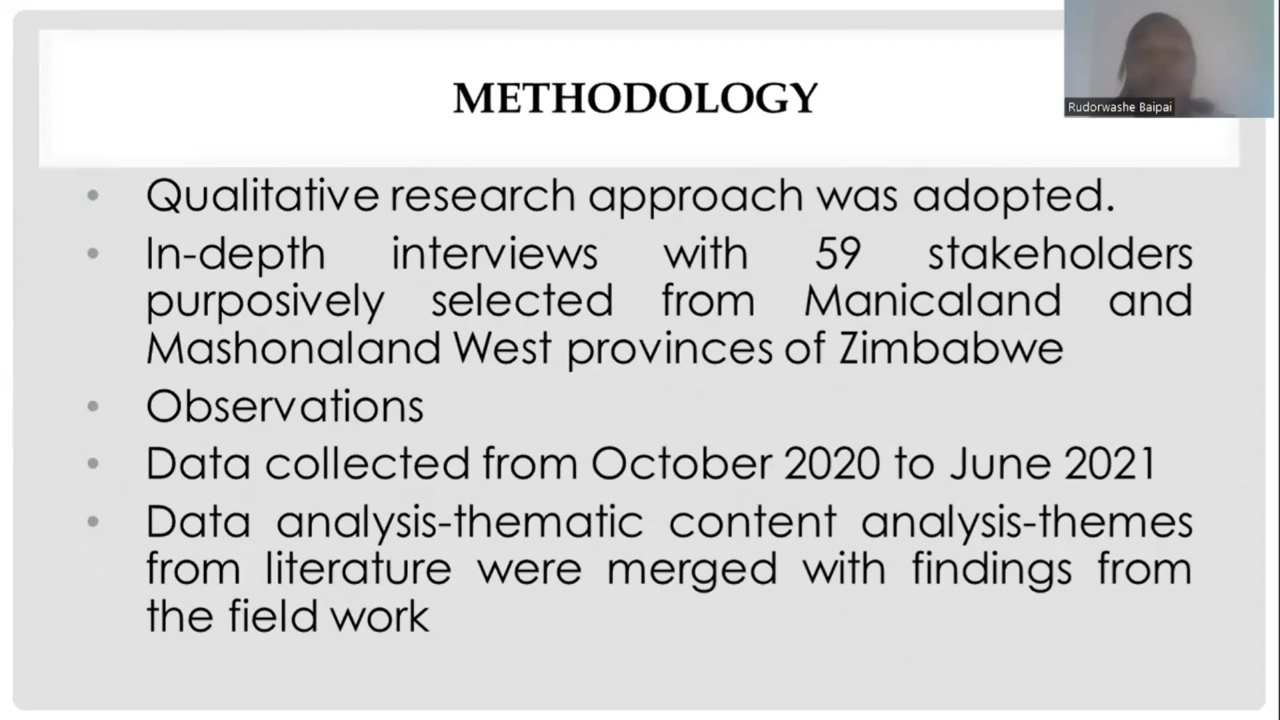 METHODOLOGY
Rudorwashe Baipai
• Qualitative research approach was adopted.
• In-depth interviews with 59 stakeholders
purposively selected from Manicaland and
Mashonaland West provinces of Zimbabwe
• Observations
• Data collected from October 2020 to June 2021
• Data analysis-thematic content analysis-themes
from literature were merged with findings from
the field work